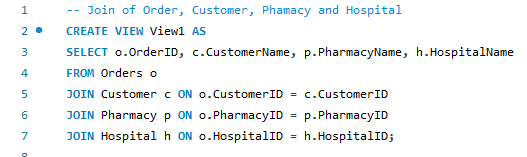 1 -- Join of Order, Customer, Phamacy and Hospital
2 CREATE VIEW View1 AS
3 SELECT o.OrderID, c.CustomerName, p.PharmacyName, h.HospitalName
4 FROM Orders o
5 JOIN Customer c ON o.CustomerID = c.CustomerID
6 JOIN Pharmacy p ON o.PharmacyID = p.PharmacyID
7 JOIN Hospital h ON o.HospitalID = h.HospitalID;